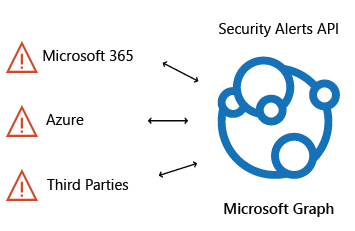 Security Alerts API
Microsoft 365
Azure
Third Parties
Microsoft Graph